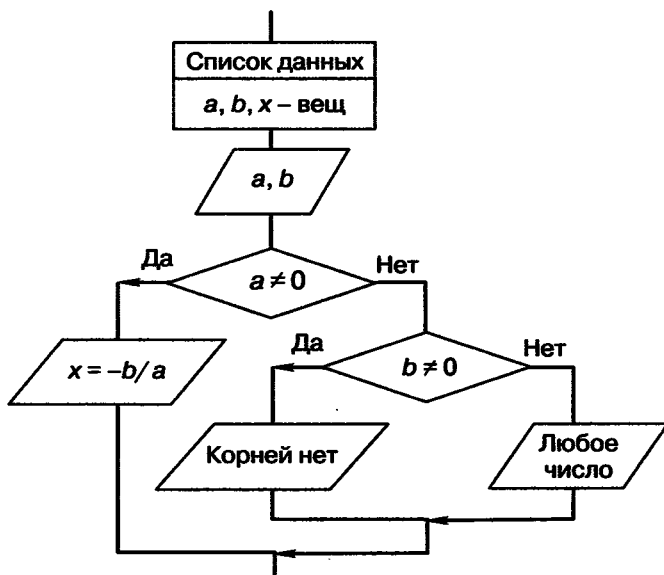 Список данных
a, b, x – вещ
a, b
Да
a ≠ 0
Нет
x = –b/a
Да
b ≠ 0
Нет
Корней нет
Любое
число